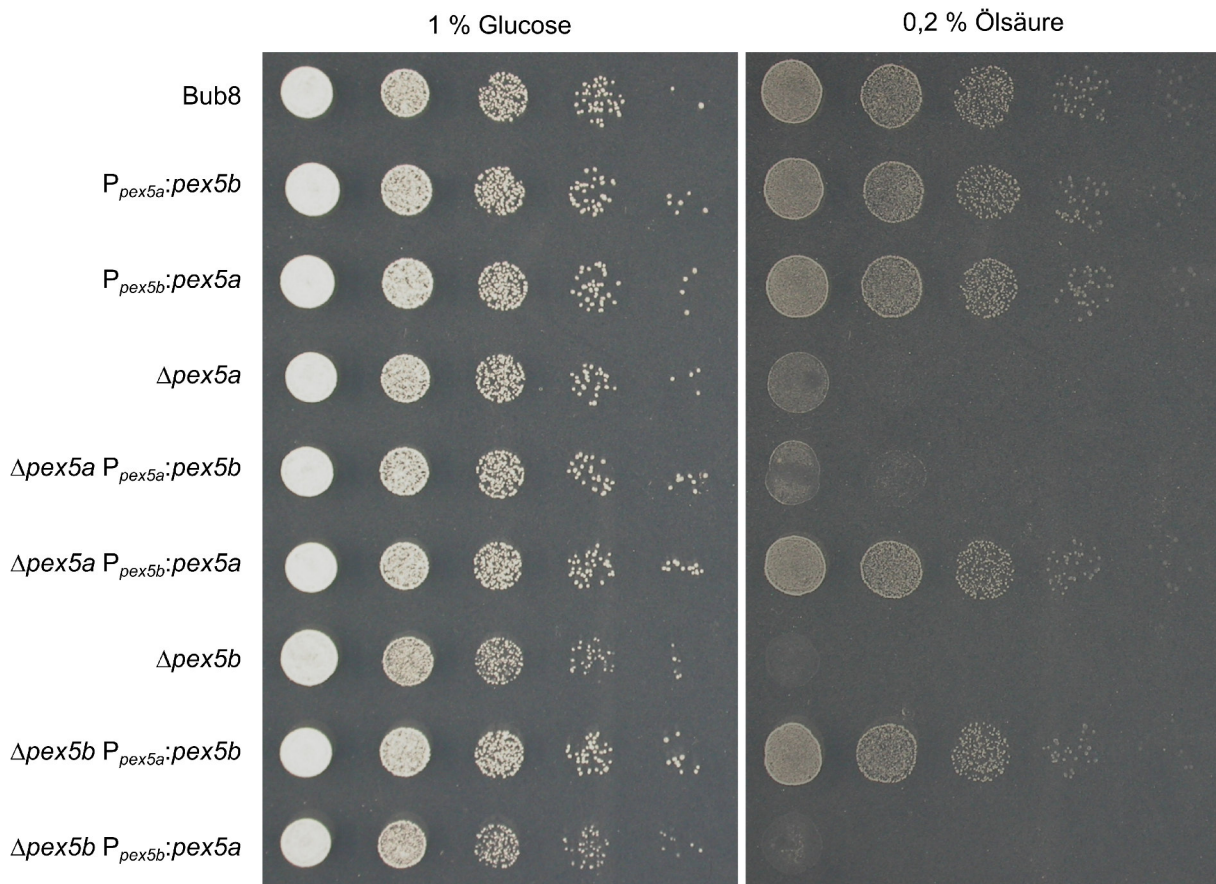 1 % Glucose
0,2 % Ölsäure
Bub8
Ppex5a:pex5b
Ppex5b:pex5a
Δpex5a
Δpex5a Ppex5a:pex5b
Δpex5a Ppex5b:pex5a
Δpex5b
Δpex5b Ppex5a:pex5b
Δpex5b Ppex5b:pex5a